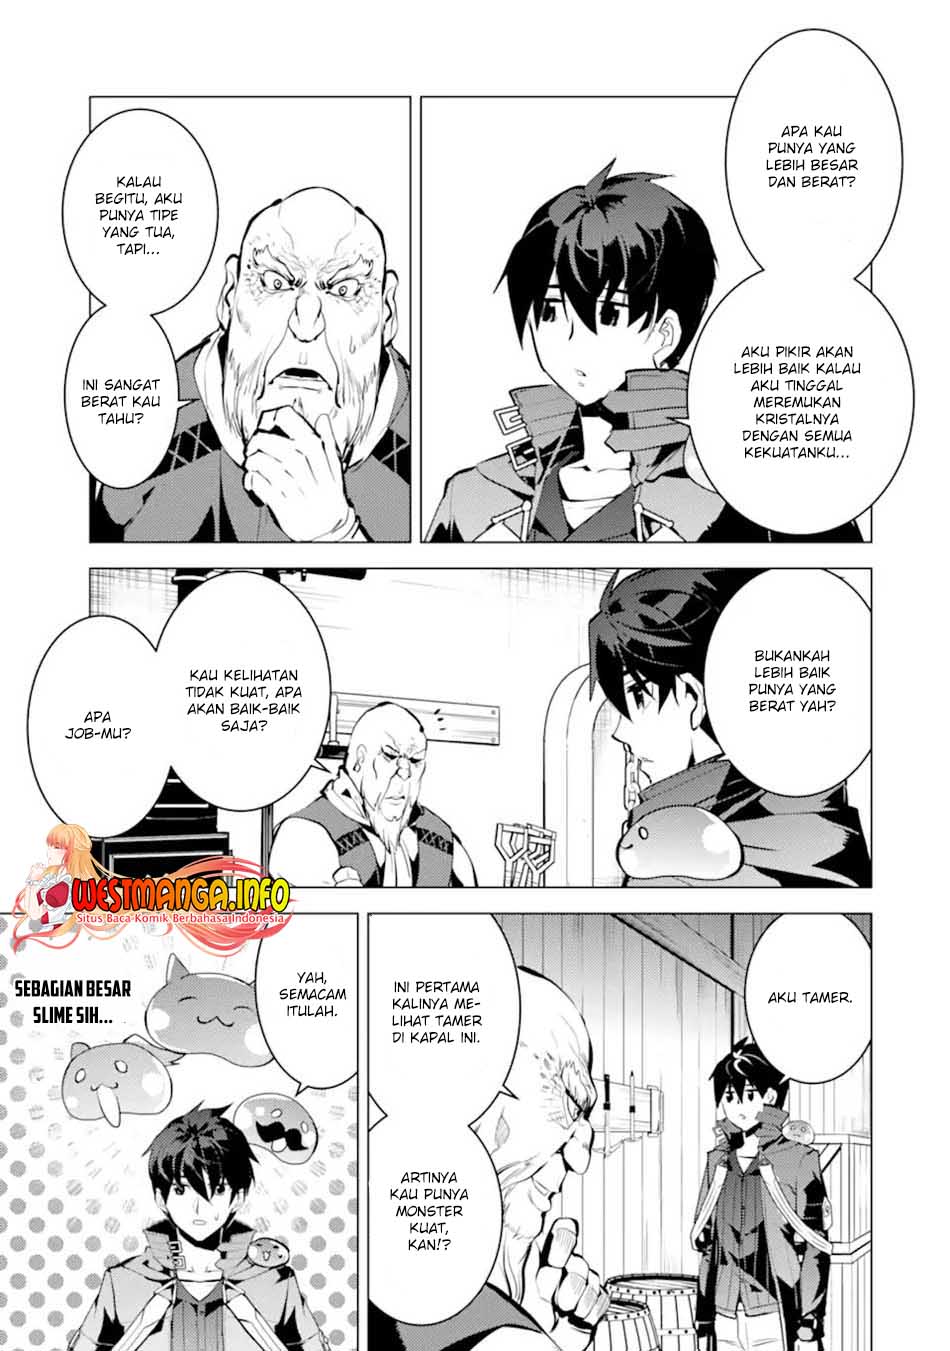 APA KAU
PUNYA YANG
LEBIH BESAR
DAN BERAT?
AKU PIKIR AKAN
LEBIH BAIK KALAU
AKU TINGGAL
MEREMUKAN
KRISTALNYA
DENGAN SEMUA
KEKUATANKU...
KALAU
BEGITU, AKU
PUNYA TIPE
YANG TUA,
TAPI...
INI SANGAT
BERAT KAU
TAHU?
BUKANKAH
LEBIH BAIK
PUNYA YANG
BERAT YAH?
KAU KELIHATAN
TIDAK KUAT, APA
AKAN BAIK-BAIK
SAJA?
APA
JOB-MU?
WESTMANGA.INFO
Situs Baca Komik Berbahasa Indonesia
AKU TAMER.
INI PERTAMA
KALINYA ME-
LIHAT TAMER
DI KAPAL INI.
ARTINYA
KAU PUNYA
MONSTER
KUAT,
KAN!?
YAH,
SEMACAM
ITULAH.
SEBAGIAN BESAR
SLIME SIH...